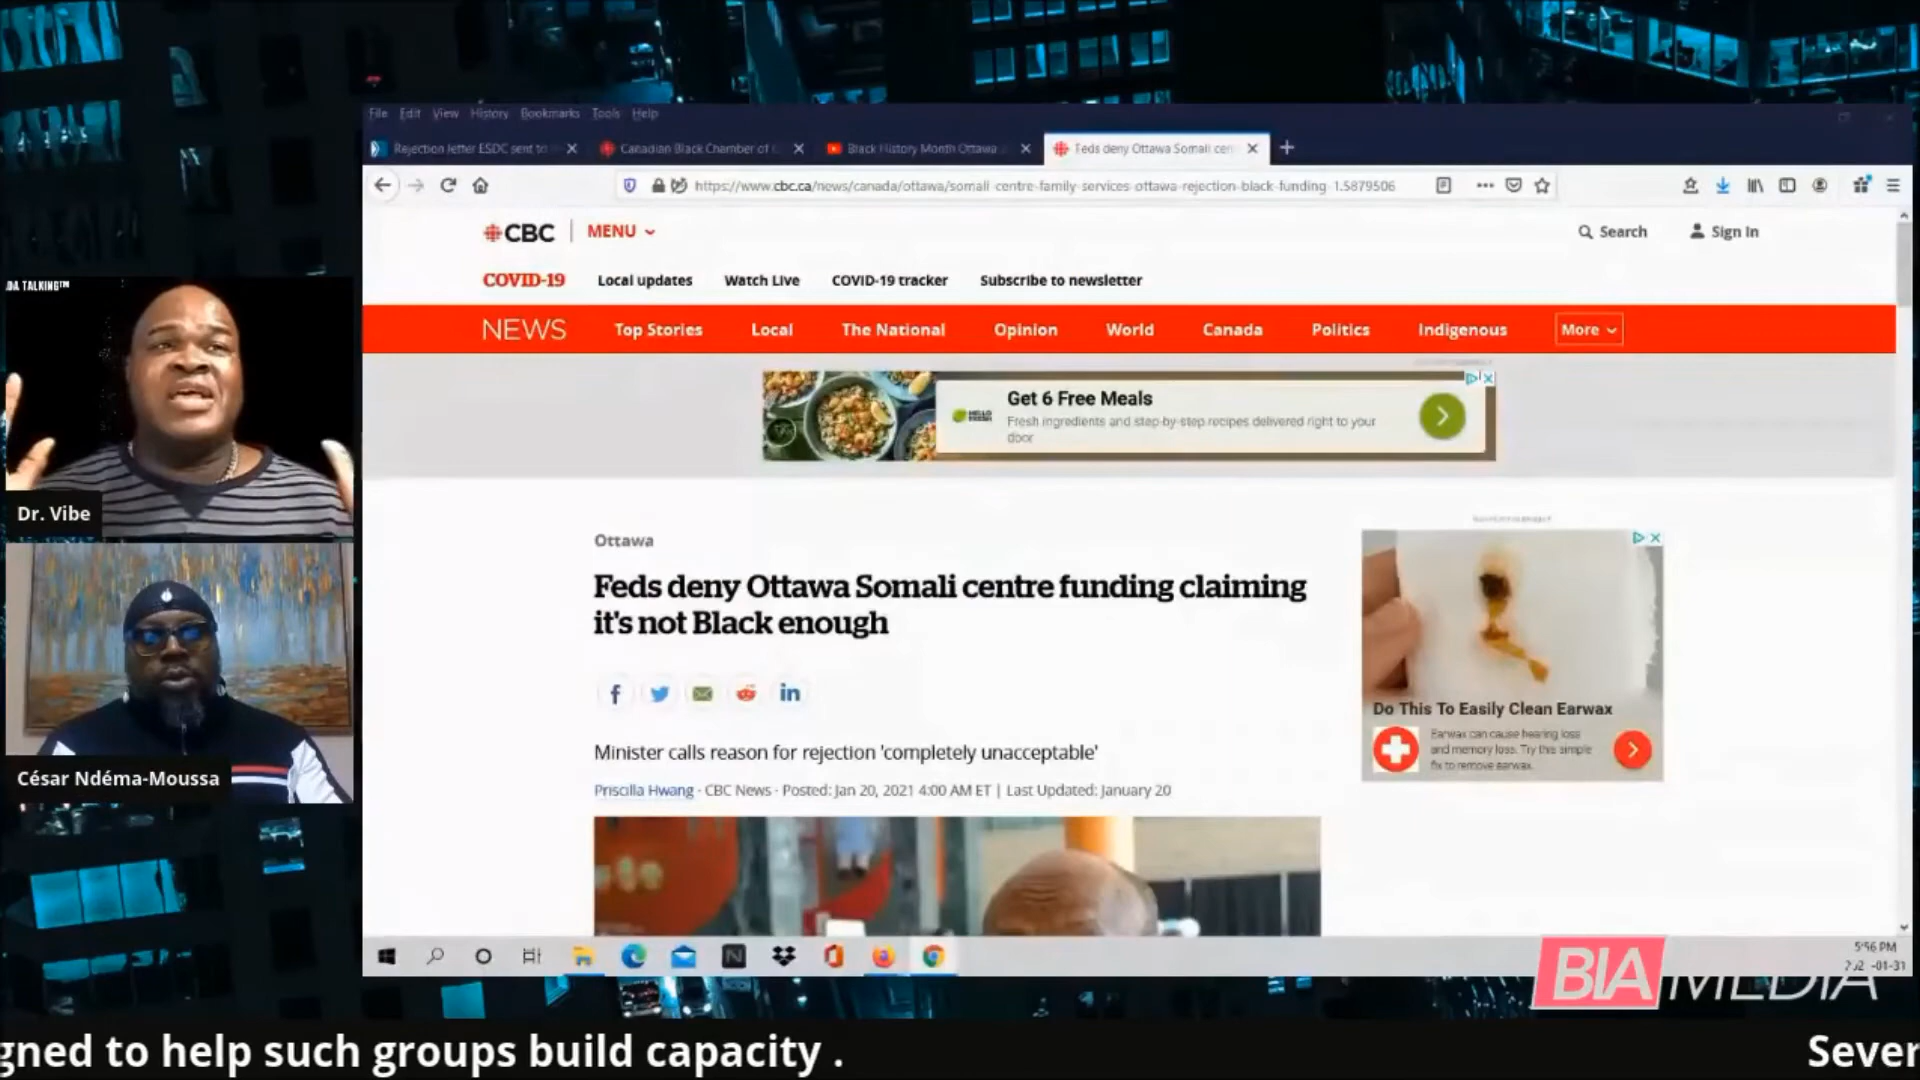 File Edit View History Bookmarks Tools Help
Rejection letter ESDC sent to
Canadian Black Chamber of
Black History Month Ottawa
Feds deny Ottawa Somali cen
https://www.cbc.ca/news/canada/ottawa/somali-centre-family-services-ottawa-rejection-black-funding-1.5879506
CBC MENU
Search Sign In
COVID-19 Local updates Watch Live COVID-19 tracker Subscribe to newsletter
NEWS Top Stories Local The National Opinion World Canada Politics Indigenous More
Get 6 Free Meals
HELLO FRESH
Fresh ingredients and step-by-step recipes delivered right to your
door
Ottawa
Feds deny Ottawa Somali centre funding claiming
it's not Black enough
Minister calls reason for rejection 'completely unacceptable'
Priscilla Hwang · CBC News · Posted: Jan 20, 2021 4:00 AM ET | Last Updated: January 20
Do This To Easily Clean Earwax
Earwax can cause hearing loss
and memory loss. Try this simple
fix to remove earwax.
DA TALKING™
Dr. Vibe
César Ndéma-Moussa
5:56 PM
-01-31
BIA MEDIA
gned to help such groups build capacity .
Sever